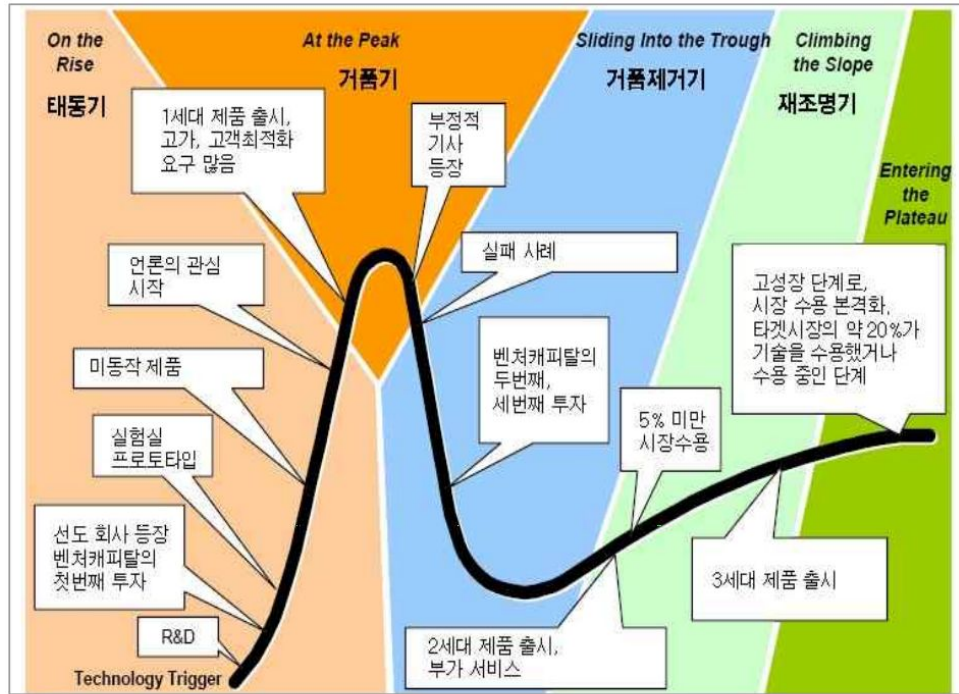 On the
Rise
태동기
At the Peak
거품기
Sliding Into the Trough
거품제거기
Climbing
the Slope
재조명기
Entering
the
Plateau
1세대 제품 출시,
고가, 고객최적화
요구 많음
부정적
기사
등장
언론의 관심
시작
실패 사례
미동작 제품
벤처캐피탈의
두번째,
세번째 투자
고성장 단계로,
시장 수용 본격화,
타겟시장의 약 20%가
기술을 수용했거나
수용 중인 단계
실험실
프로토타입
5% 미만
시장수용
선도 회사 등장
벤처캐피탈의
첫번째 투자
3세대 제품 출시
R&D
2세대 제품 출시,
부가 서비스
Technology Trigger